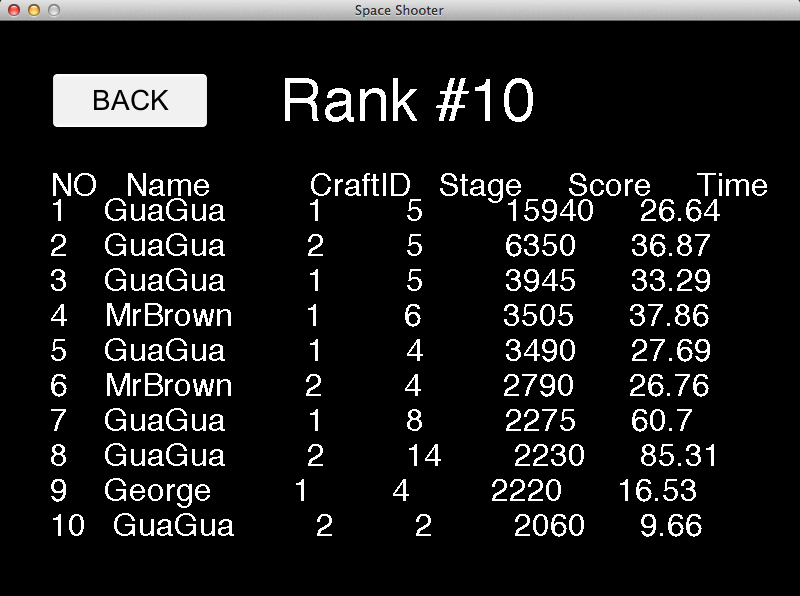 Space Shooter
BACK
Rank #10
NO Name CraftID Stage Score Time
1 GuaGua 1 5 15940 26.64
2 GuaGua 2 5 6350 36.87
3 GuaGua 1 5 3945 33.29
4 MrBrown 1 6 3505 37.86
5 GuaGua 1 4 3490 27.69
6 MrBrown 2 4 2790 26.76
7 GuaGua 1 8 2275 60.7
8 GuaGua 2 14 2230 85.31
9 George 1 4 2220 16.53
10 GuaGua 2 2 2060 9.66